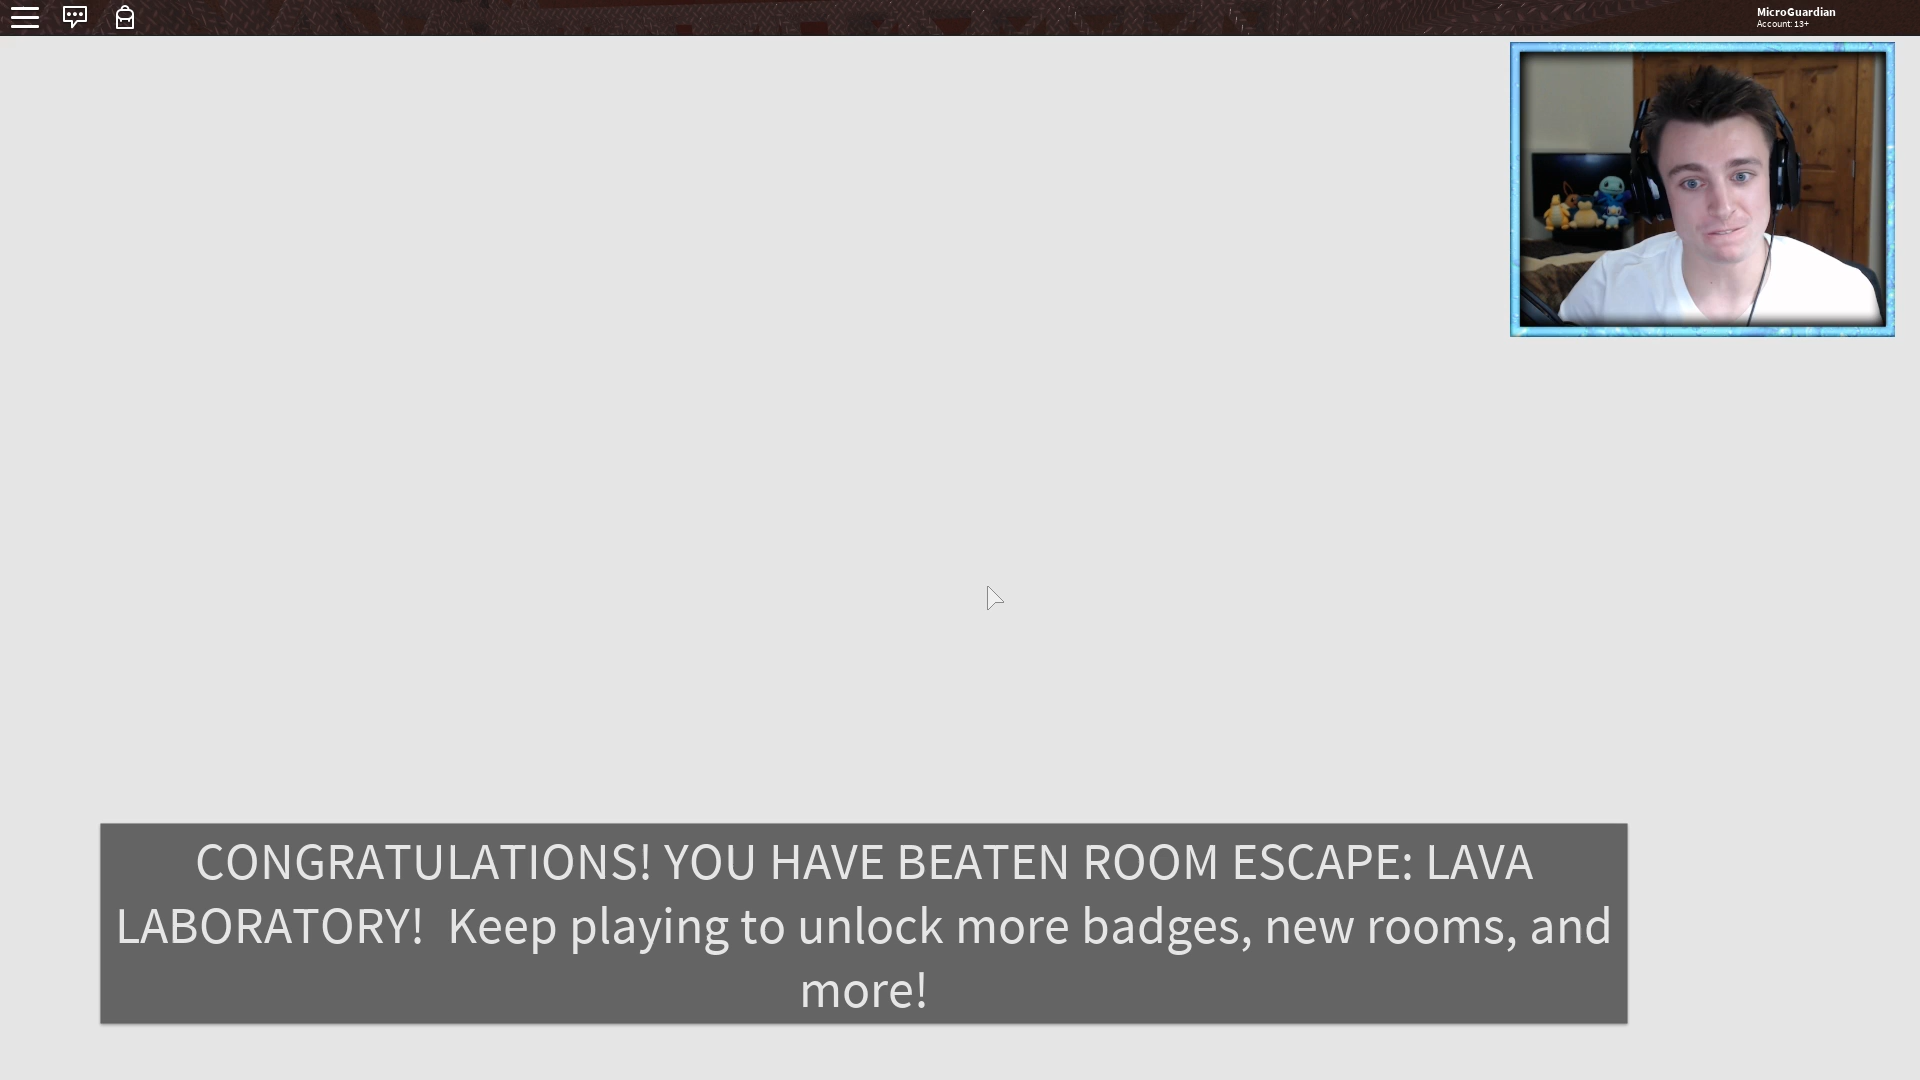 MicroGuardian
Account: 13+
CONGRATULATIONS! YOU HAVE BEATEN ROOM ESCAPE: LAVA
LABORATORY!  Keep playing to unlock more badges, new rooms, and
more!